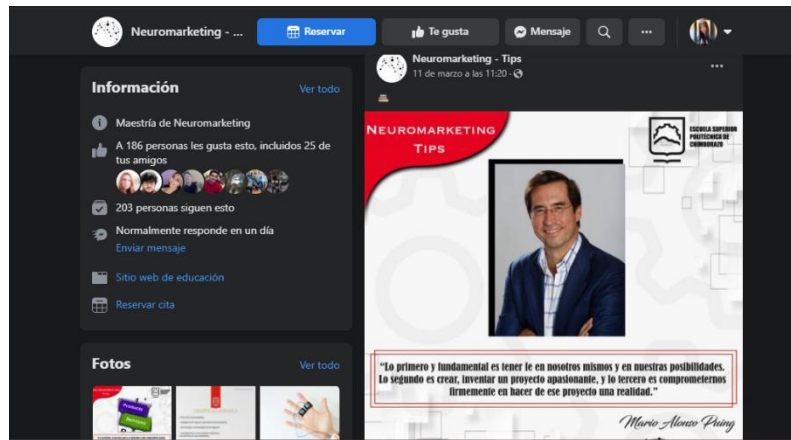 Neuromarketing - ...
Reservar
Te gusta
Mensaje
Información
Ver todo
Maestría de Neuromarketing
A 186 personas les gusta esto, incluidos 25 de
tus amigos
203 personas siguen esto
Normalmente responde en un día
Enviar mensaje
Sitio web de educación
Reservar cita
Fotos
Ver todo
Neuromarketing - Tips
11 de marzo a las 11:20
NEUROMARKETING
TIPS
ESCUELA SUPERIOR
POLITÉCNICA DE
CHIMBORAZO
“Lo primero y fundamental es tener fe en nosotros mismos y en nuestras posibilidades.
Lo segundo es crear, inventar un proyecto apasionante, y lo tercero es comprometernos
firmemente en hacer de ese proyecto una realidad.”
Mario Alonso Puing
Products
Services